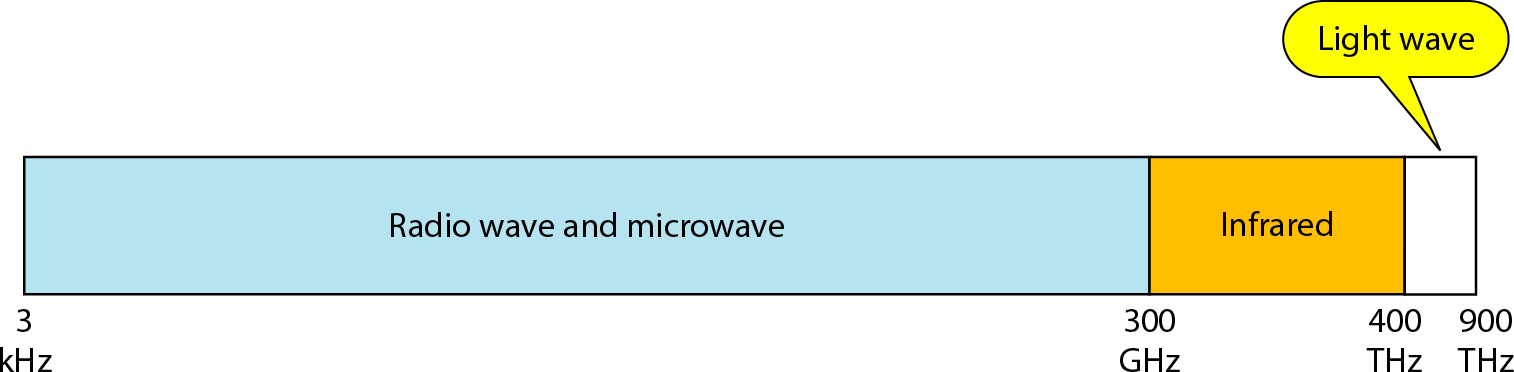 Light wave
Radio wave and microwave
Infrared
3
kHz
300
GHz
400
THz
900
THz